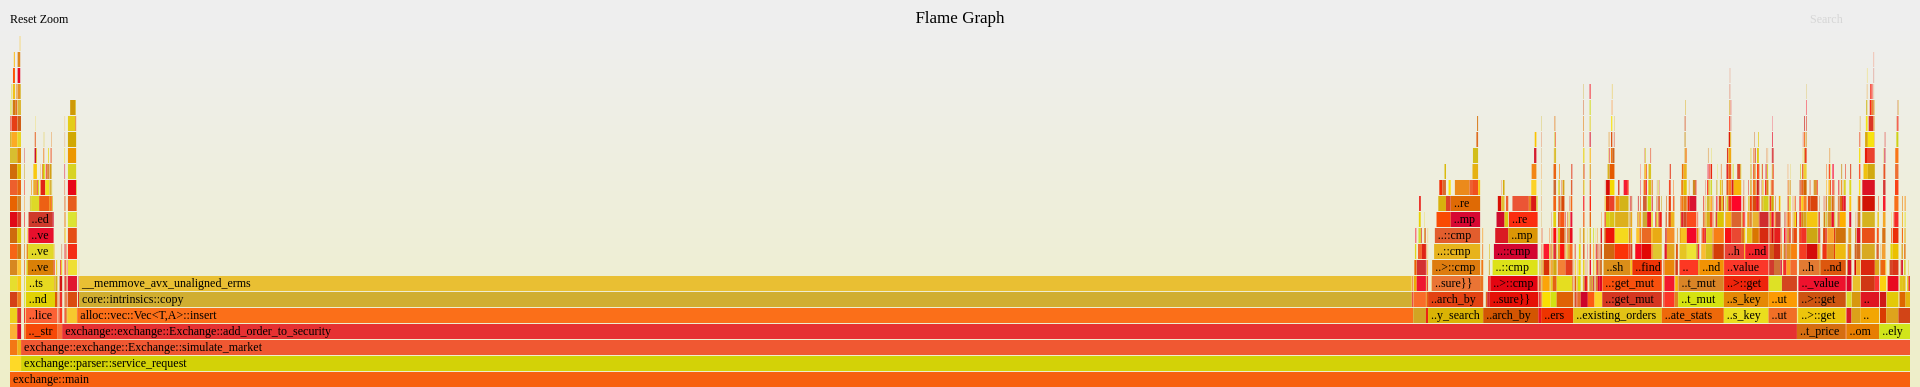 Reset Zoom Flame Graph Search
..re
..ed ..mp ..re
..ve ..::cmp ..mp
..ve ..::cmp ..::cmp ..h ..nd
..ve ..>::cmp ..::cmp ..sh ..find .. ..nd ..value ..h ..nd
..ts __memmove_avx_unaligned_erms ..sure}} ..>::cmp ..:get_mut ..t_mut ..>::get .._value
..nd core::intrinsics::copy ..arch_by ..sure}} ..:get_mut ..t_mut ..s_key ..ut ..>::get ..
..lice alloc::vec::Vec<T,A>::insert ..y_search ..arch_by ..ers ..existing_orders ..ate_stats ..s_key ..ut ..>::get ..
.._str exchange::exchange::Exchange::add_order_to_security ..t_price ..om ..ely
exchange::exchange::Exchange::simulate_market
exchange::parser::service_request
exchange::main